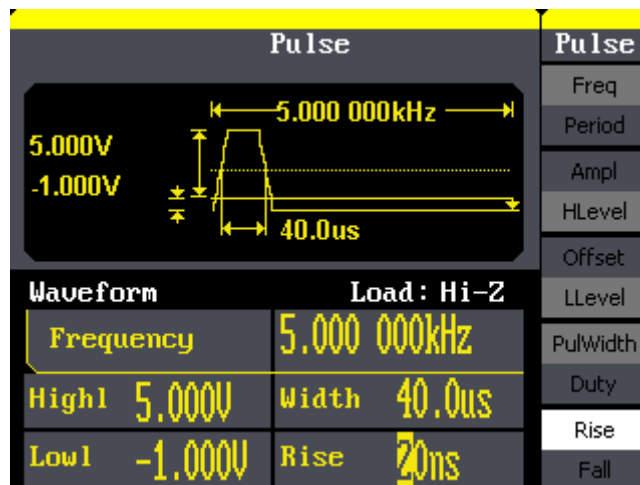 Pulse
Pulse
Freq
Period
Ampl
HLevel
Offset
LLevel
PulWidth
Duty
Rise
Fall
5.000 000kHz
5.000V
-1.000V
40.0us
Waveform Load: Hi-Z
Frequency 5.000 000kHz
Highl 5.000V Width 40.0us
Lowl -1.000V Rise 20ns